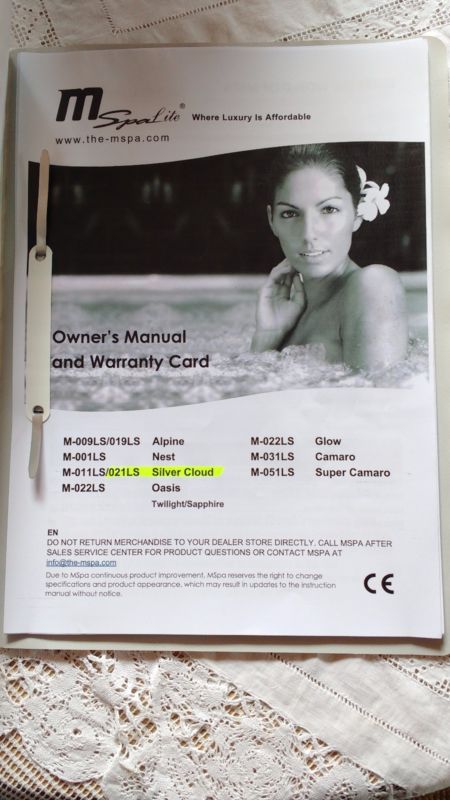 M SpaLite® Where Luxury Is Affordable
www.the-mspa.com
Owner's Manual
and Warranty Card
M-009LS/019LS Alpine M-022LS Glow
M-001LS Nest M-031LS Camaro
M-011LS/021LS Silver Cloud M-051LS Super Camaro
M-022LS Oasis
Twilight/Sapphire
EN
DO NOT RETURN MERCHANDISE TO YOUR DEALER STORE DIRECTLY. CALL MSPA AFTER
SALES SERVICE CENTER FOR PRODUCT QUESTIONS OR CONTACT MSPA AT
info@the-mspa.com
Due to MSpa continuous product improvement, MSpa reserves the right to change
specifications and product appearance, which may result in updates to the instruction
manual without notice.
CE